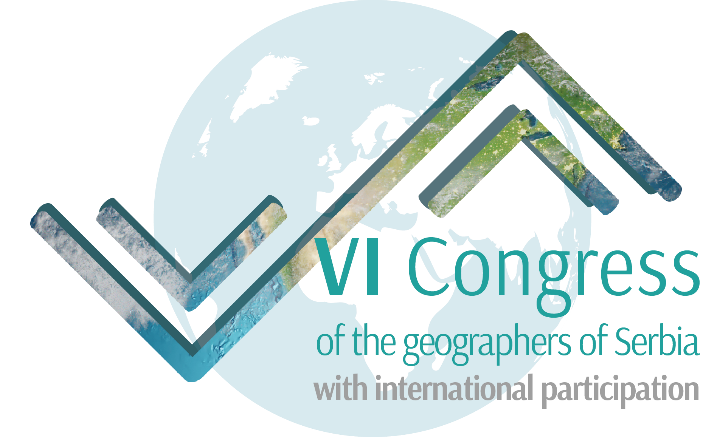 VI Congress
of the geographers of Serbia
with international participation